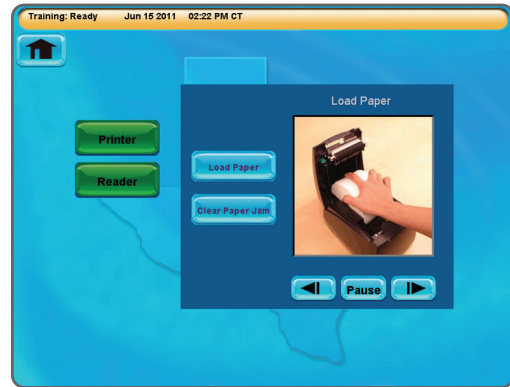 Training: Ready Jun 15 2011 02:22 PM CT
Load Paper
Printer
Load Paper
Reader
Clear Paper Jam
Pause